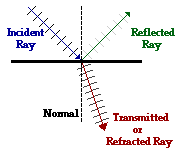 Incident
Ray
Reflected
Ray
Normal
Transmitted
or
Refracted Ray